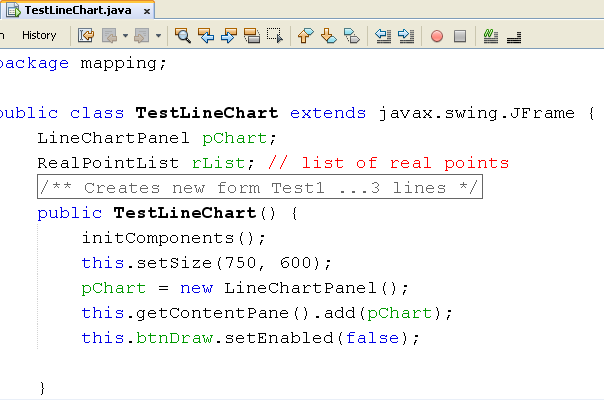 TestLineChart.java
History
package mapping;
public class TestLineChart extends javax.swing.JFrame {
LineChartPanel pChart;
RealPointList rList; // list of real points
/** Creates new form Test1 ...3 lines */
public TestLineChart() {
initComponents();
this.setSize(750, 600);
pChart = new LineChartPanel();
this.getContentPane().add(pChart);
this.btnDraw.setEnabled(false);
}